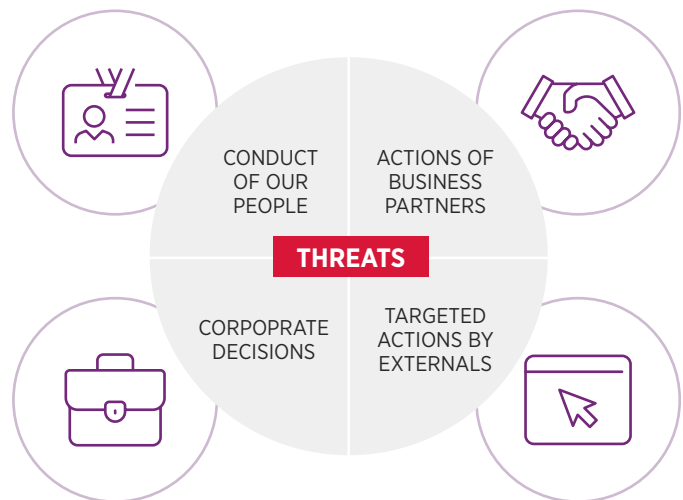 CONDUCT
OF OUR
PEOPLE
ACTIONS OF
BUSINESS
PARTNERS
THREATS
CORPOPRATE
DECISIONS
TARGETED
ACTIONS BY
EXTERNALS